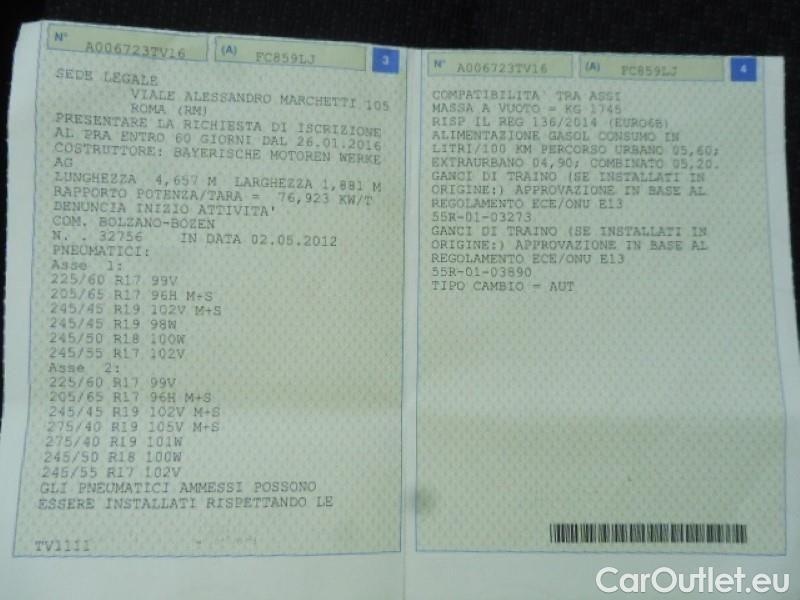 N° A006723TV16 (A) FC859LJ 3
SEDE LEGALE
VIALE ALESSANDRO MARCHETTI 105
ROMA (RM)
PRESENTARE LA RICHIESTA DI ISCRIZIONE
AL PRA ENTRO 60 GIORNI DAL 26.01.2016
COSTRUTTORE: BAYERISCHE MOTOREN WERKE
AG
LUNGHEZZA 4,657 M LARGHEZZA 1,881 M
RAPPORTO POTENZA/TARA = 76,923 KW/T
DENUNCIA INIZIO ATTIVITA'
COM. BOLZANO-BOZEN
N. - 32756 IN DATA 02.05.2012
PNEUMATICI:
Asse 1:
225/60 R17 99V
205/65 R17 96H M+S
245/45 R19 102V M+S
245/45 R19 98W
245/50 R18 100W
245/55 R17 102V
Asse 2:
225/60 R17 99V
205/65 R17 96H M+S
245/45 R19 102V M+S
275/40 R19 105V M+S
275/40 R19 101W
245/50 R18 100W
245/55 R17 102V
GLI PNEUMATICI AMMESSI POSSONO
ESSERE INSTALLATI RISPETTANDO LE
TV1111
N° A006723TV16 (A) FC859LJ 4
COMPATIBILITA` TRA ASSI
MASSA A VUOTO = KG 1745
RISP IL REG 136/2014 (EURO6B)
ALIMENTAZIONE GASOL CONSUMO IN
LITRI/100 KM PERCORSO URBANO 05,60;
EXTRAURBANO 04,90; COMBINATO 05,20.
GANCI DI TRAINO (SE INSTALLATI IN
ORIGINE:) APPROVAZIONE IN BASE AL
REGOLAMENTO ECE/ONU E13
55R-01-03273
GANCI DI TRAINO (SE INSTALLATI IN
ORIGINE:) APPROVAZIONE IN BASE AL
REGOLAMENTO ECE/ONU E13
55R-01-03890
TIPO CAMBIO = AUT
CarOutlet.eu